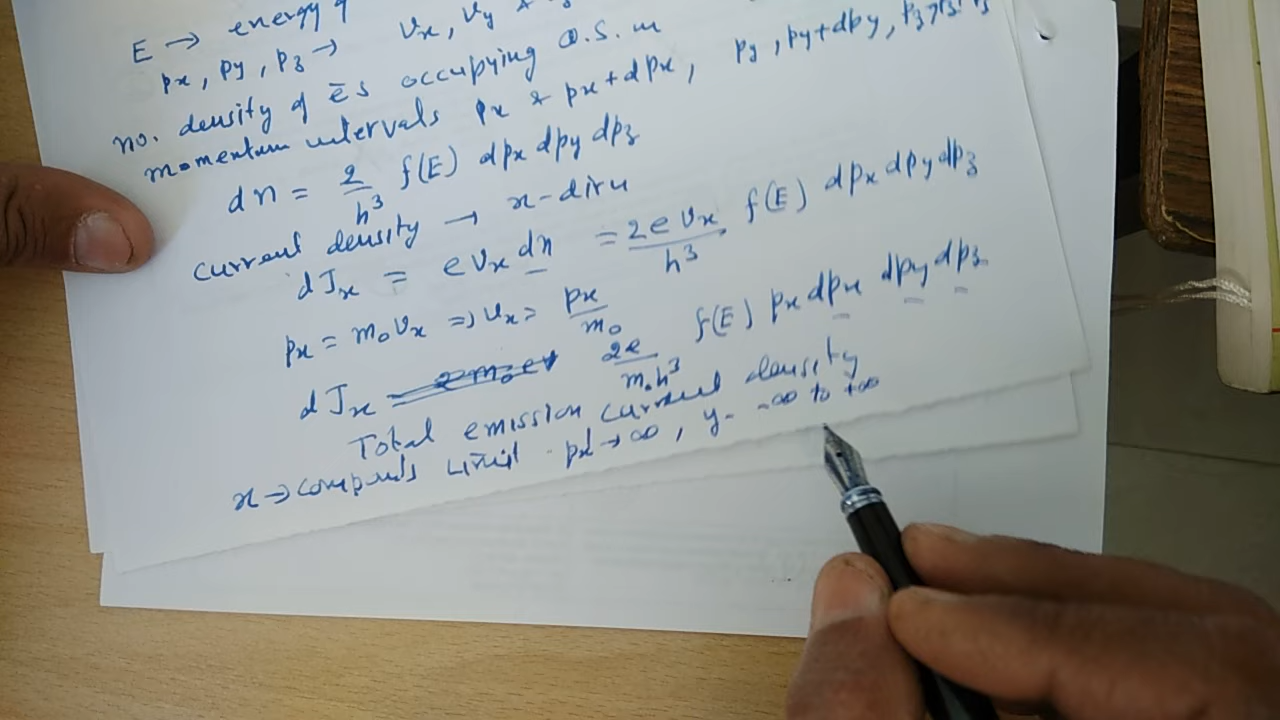 E → energy of
px, py, pz → vx, vy &
no. density of ēs occupying Q.S. in
momentum intervals px & px+dpx, py, py+dpy, pz,
dn = 2/h³ f(E) dpx dpy dpz
current density → x-dirn
dJx = e vx dn = 2e vx/h³ f(E) dpx dpy dpz
px = m₀vx ⇒ vx = px/m₀
dJx = 2e/m₀h³ f(E) px dpx dpy dpz
Total emission current density
x → limit px → ∞, y- -∞ to +∞